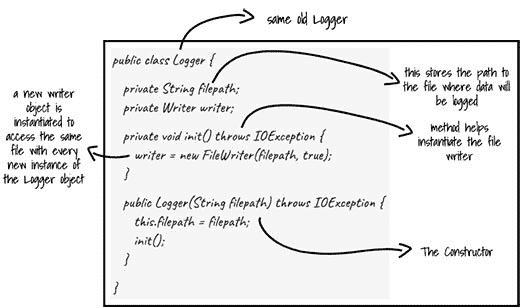 same old Logger
public class Logger {
private String filepath;
private Writer writer;
private void init() throws IOException {
writer = new FileWriter(filepath, true);
}
public Logger(String filepath) throws IOException {
this.filepath = filepath;
init();
}
}
a new writer
object is
instantiated to
access the same
file with every
new instance of
the Logger object
this stores the path to
the file where data will
be logged
method helps
instantiate the file
writer
The Constructor